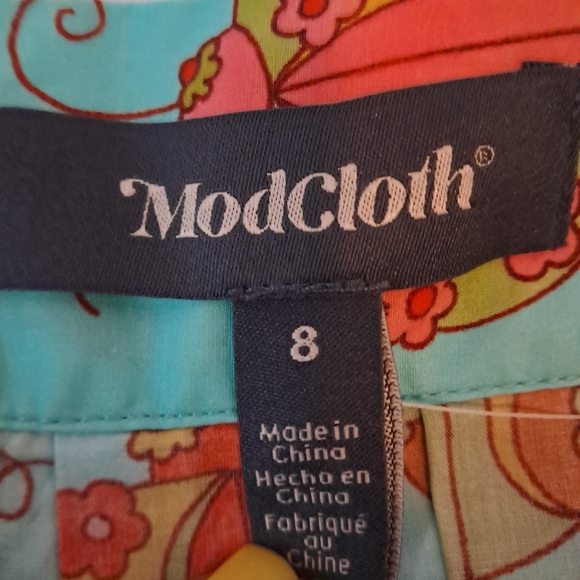 ModCloth®
8
Made in
China
Hecho en
China
Fabriqué
au
Chine